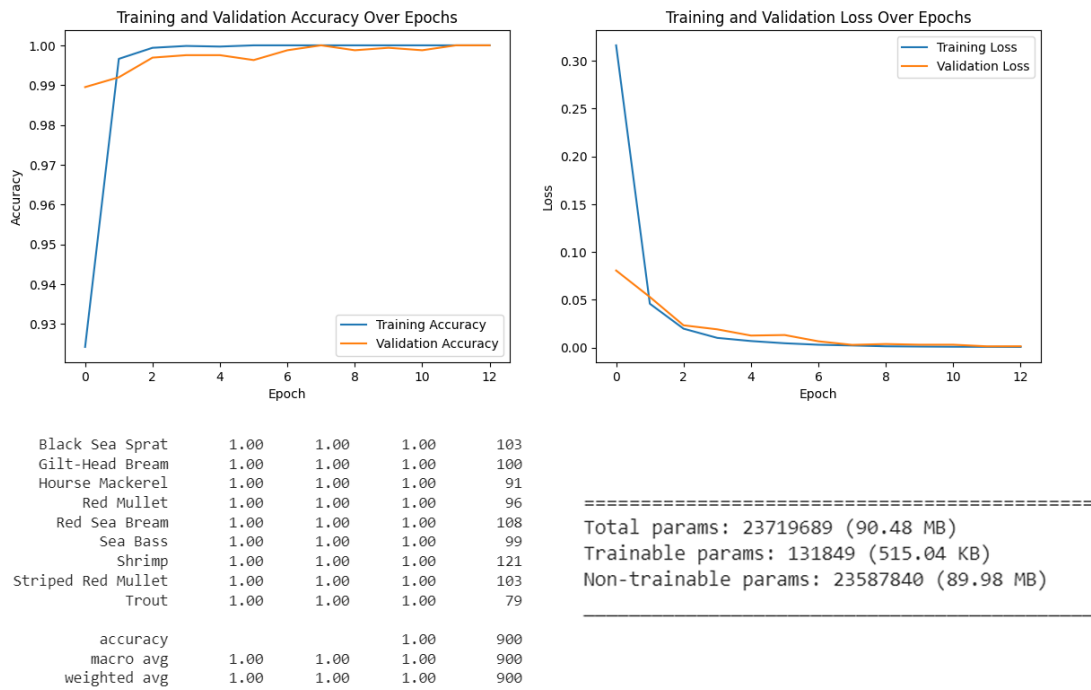 Training and Validation Accuracy Over Epochs
1.00
0.99
0.98
0.97
0.96
0.95
0.94
0.93
Accuracy
0 2 4 6 8 10 12
Epoch
Training Accuracy
Validation Accuracy
Training and Validation Loss Over Epochs
0.30
0.25
0.20
0.15
0.10
0.05
0.00
Loss
0 2 4 6 8 10 12
Epoch
Training Loss
Validation Loss
Black Sea Sprat 1.00 1.00 1.00 103
Gilt-Head Bream 1.00 1.00 1.00 100
Hourse Mackerel 1.00 1.00 1.00 91
Red Mullet 1.00 1.00 1.00 96
Red Sea Bream 1.00 1.00 1.00 108
Sea Bass 1.00 1.00 1.00 99
Shrimp 1.00 1.00 1.00 121
Striped Red Mullet 1.00 1.00 1.00 103
Trout 1.00 1.00 1.00 79
accuracy 1.00 900
macro avg 1.00 1.00 1.00 900
weighted avg 1.00 1.00 1.00 900
Total params: 23719689 (90.48 MB)
Trainable params: 131849 (515.04 KB)
Non-trainable params: 23587840 (89.98 MB)